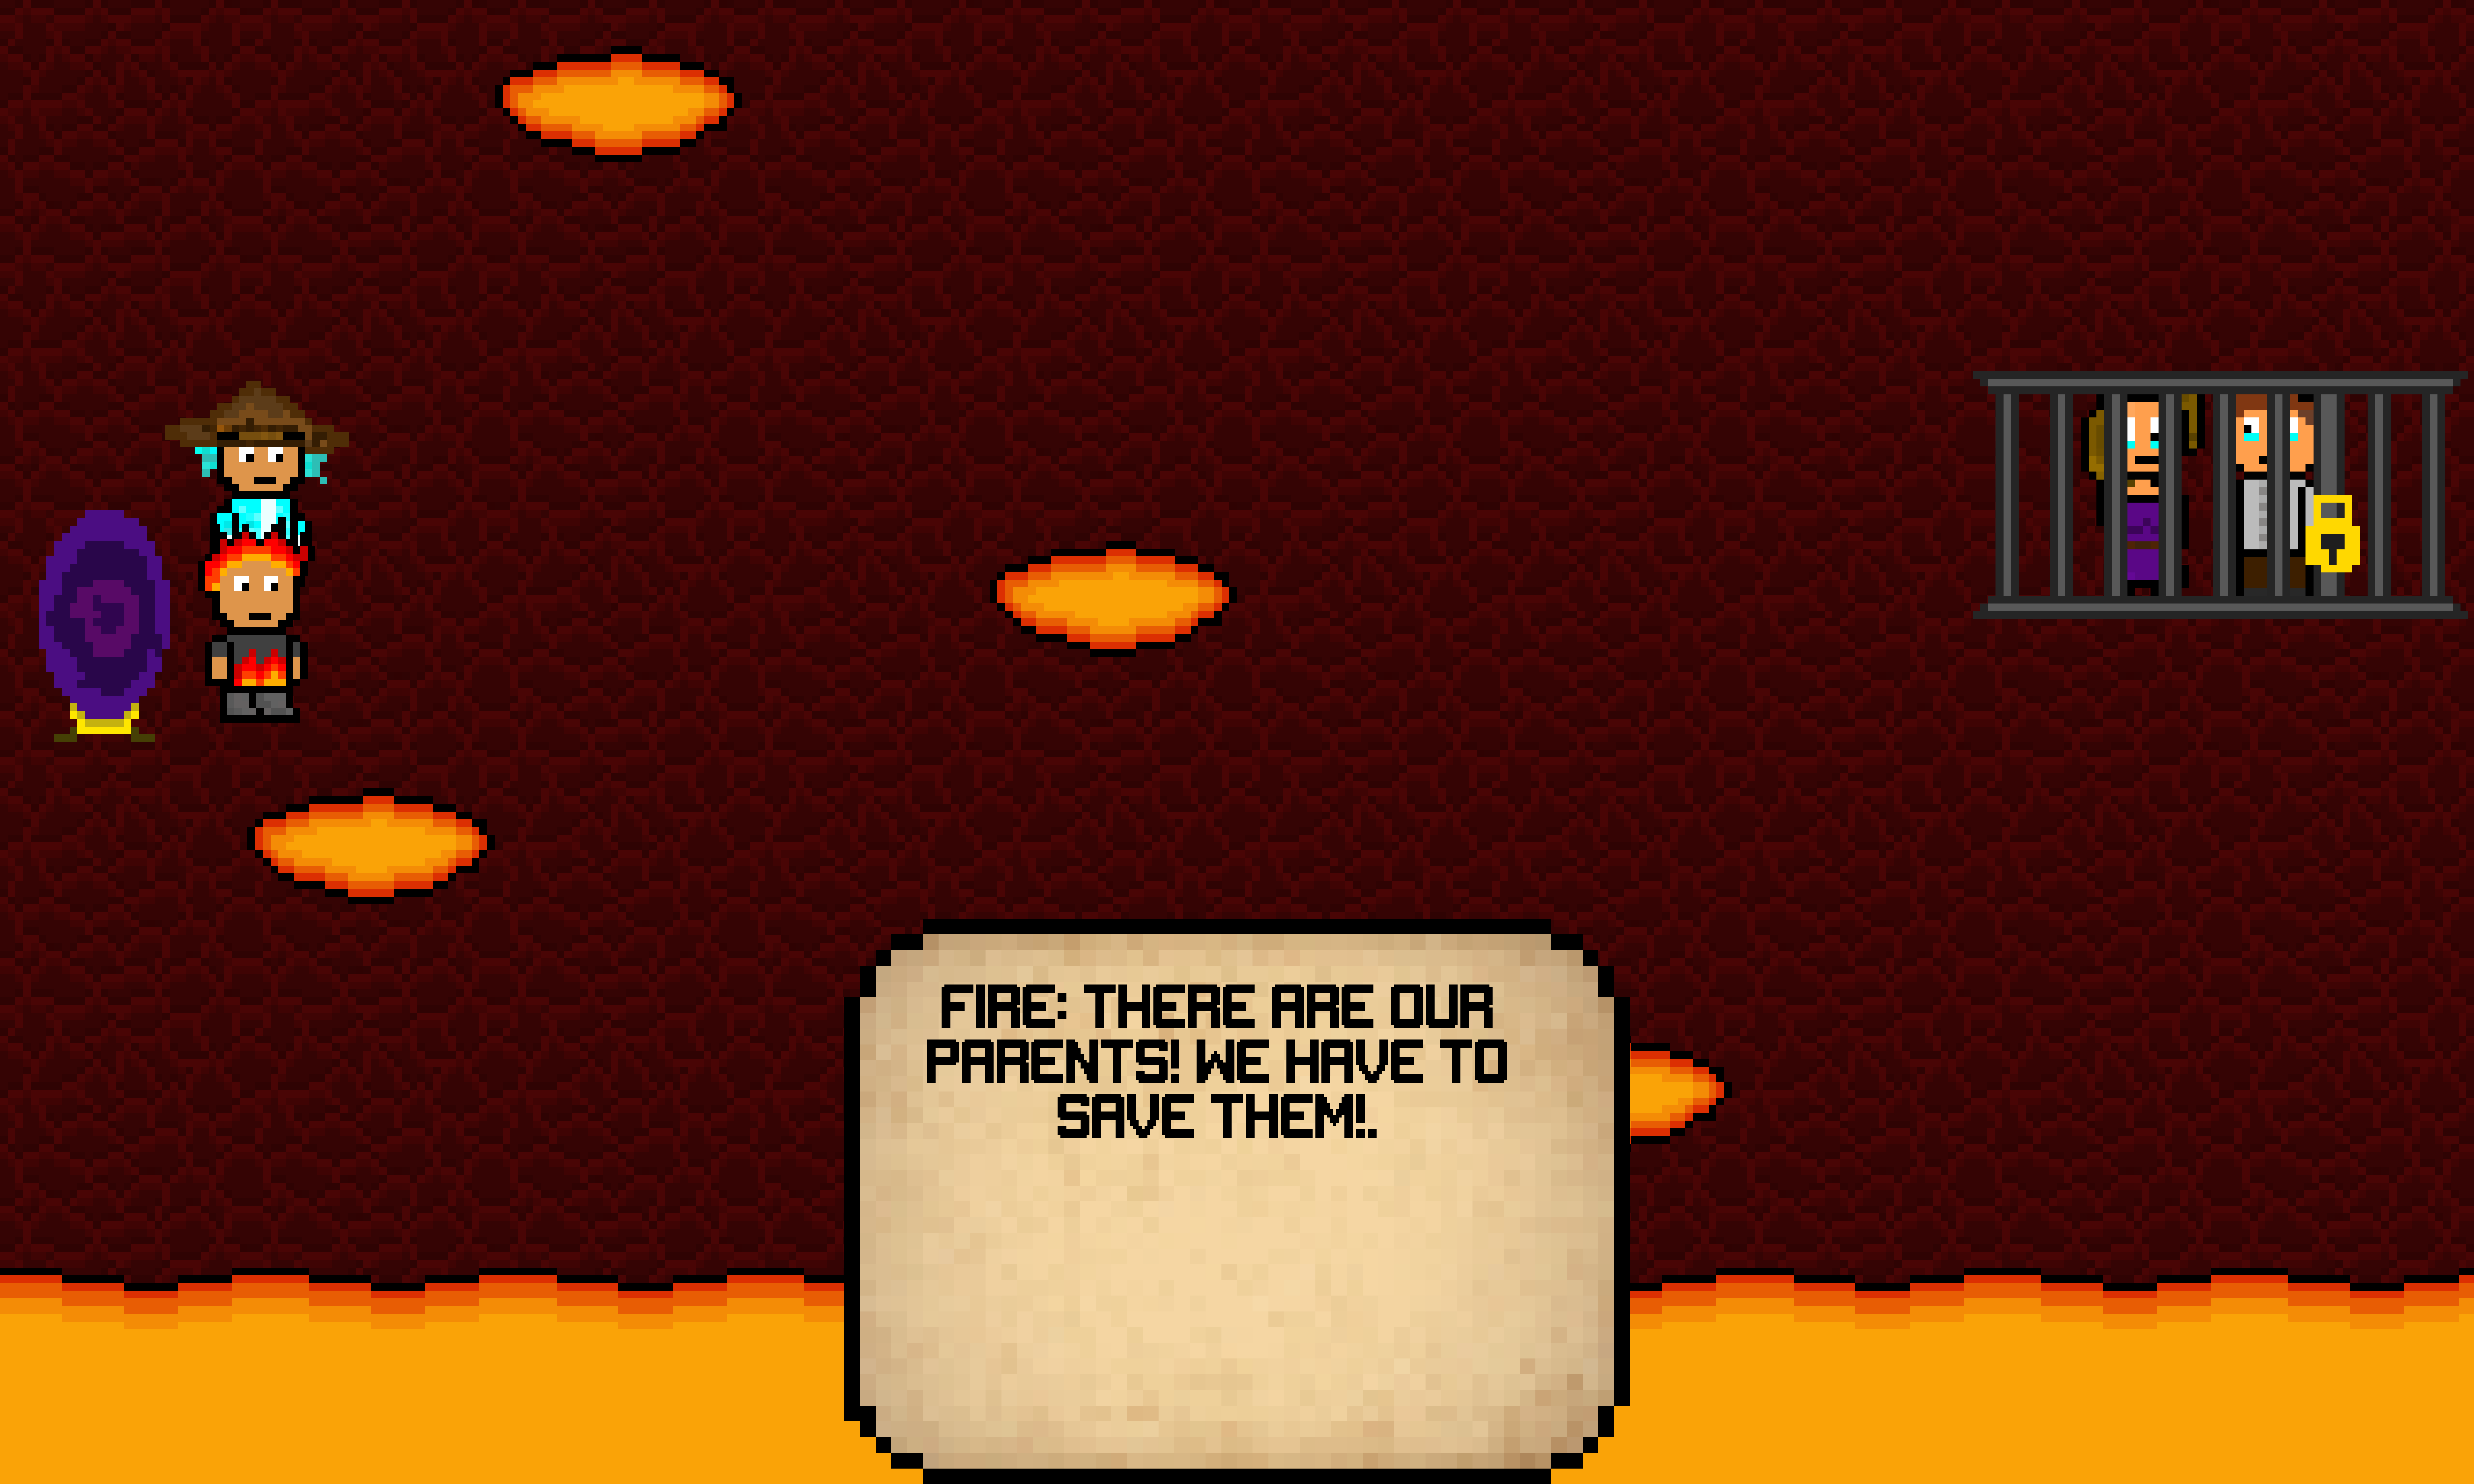 FIRE: THERE ARE OUR
PARENTS! WE HAVE TO
SAVE THEM!.